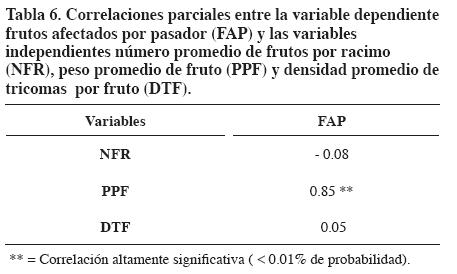 Tabla 6. Correlaciones parciales entre la variable dependiente
frutos afectados por pasador (FAP) y las variables
independientes número promedio de frutos por racimo
(NFR), peso promedio de fruto (PPF) y densidad promedio de
tricomas por fruto (DTF).
Variables FAP
NFR - 0.08
PPF 0.85 **
DTF 0.05
** = Correlación altamente significativa ( < 0.01% de probabilidad).